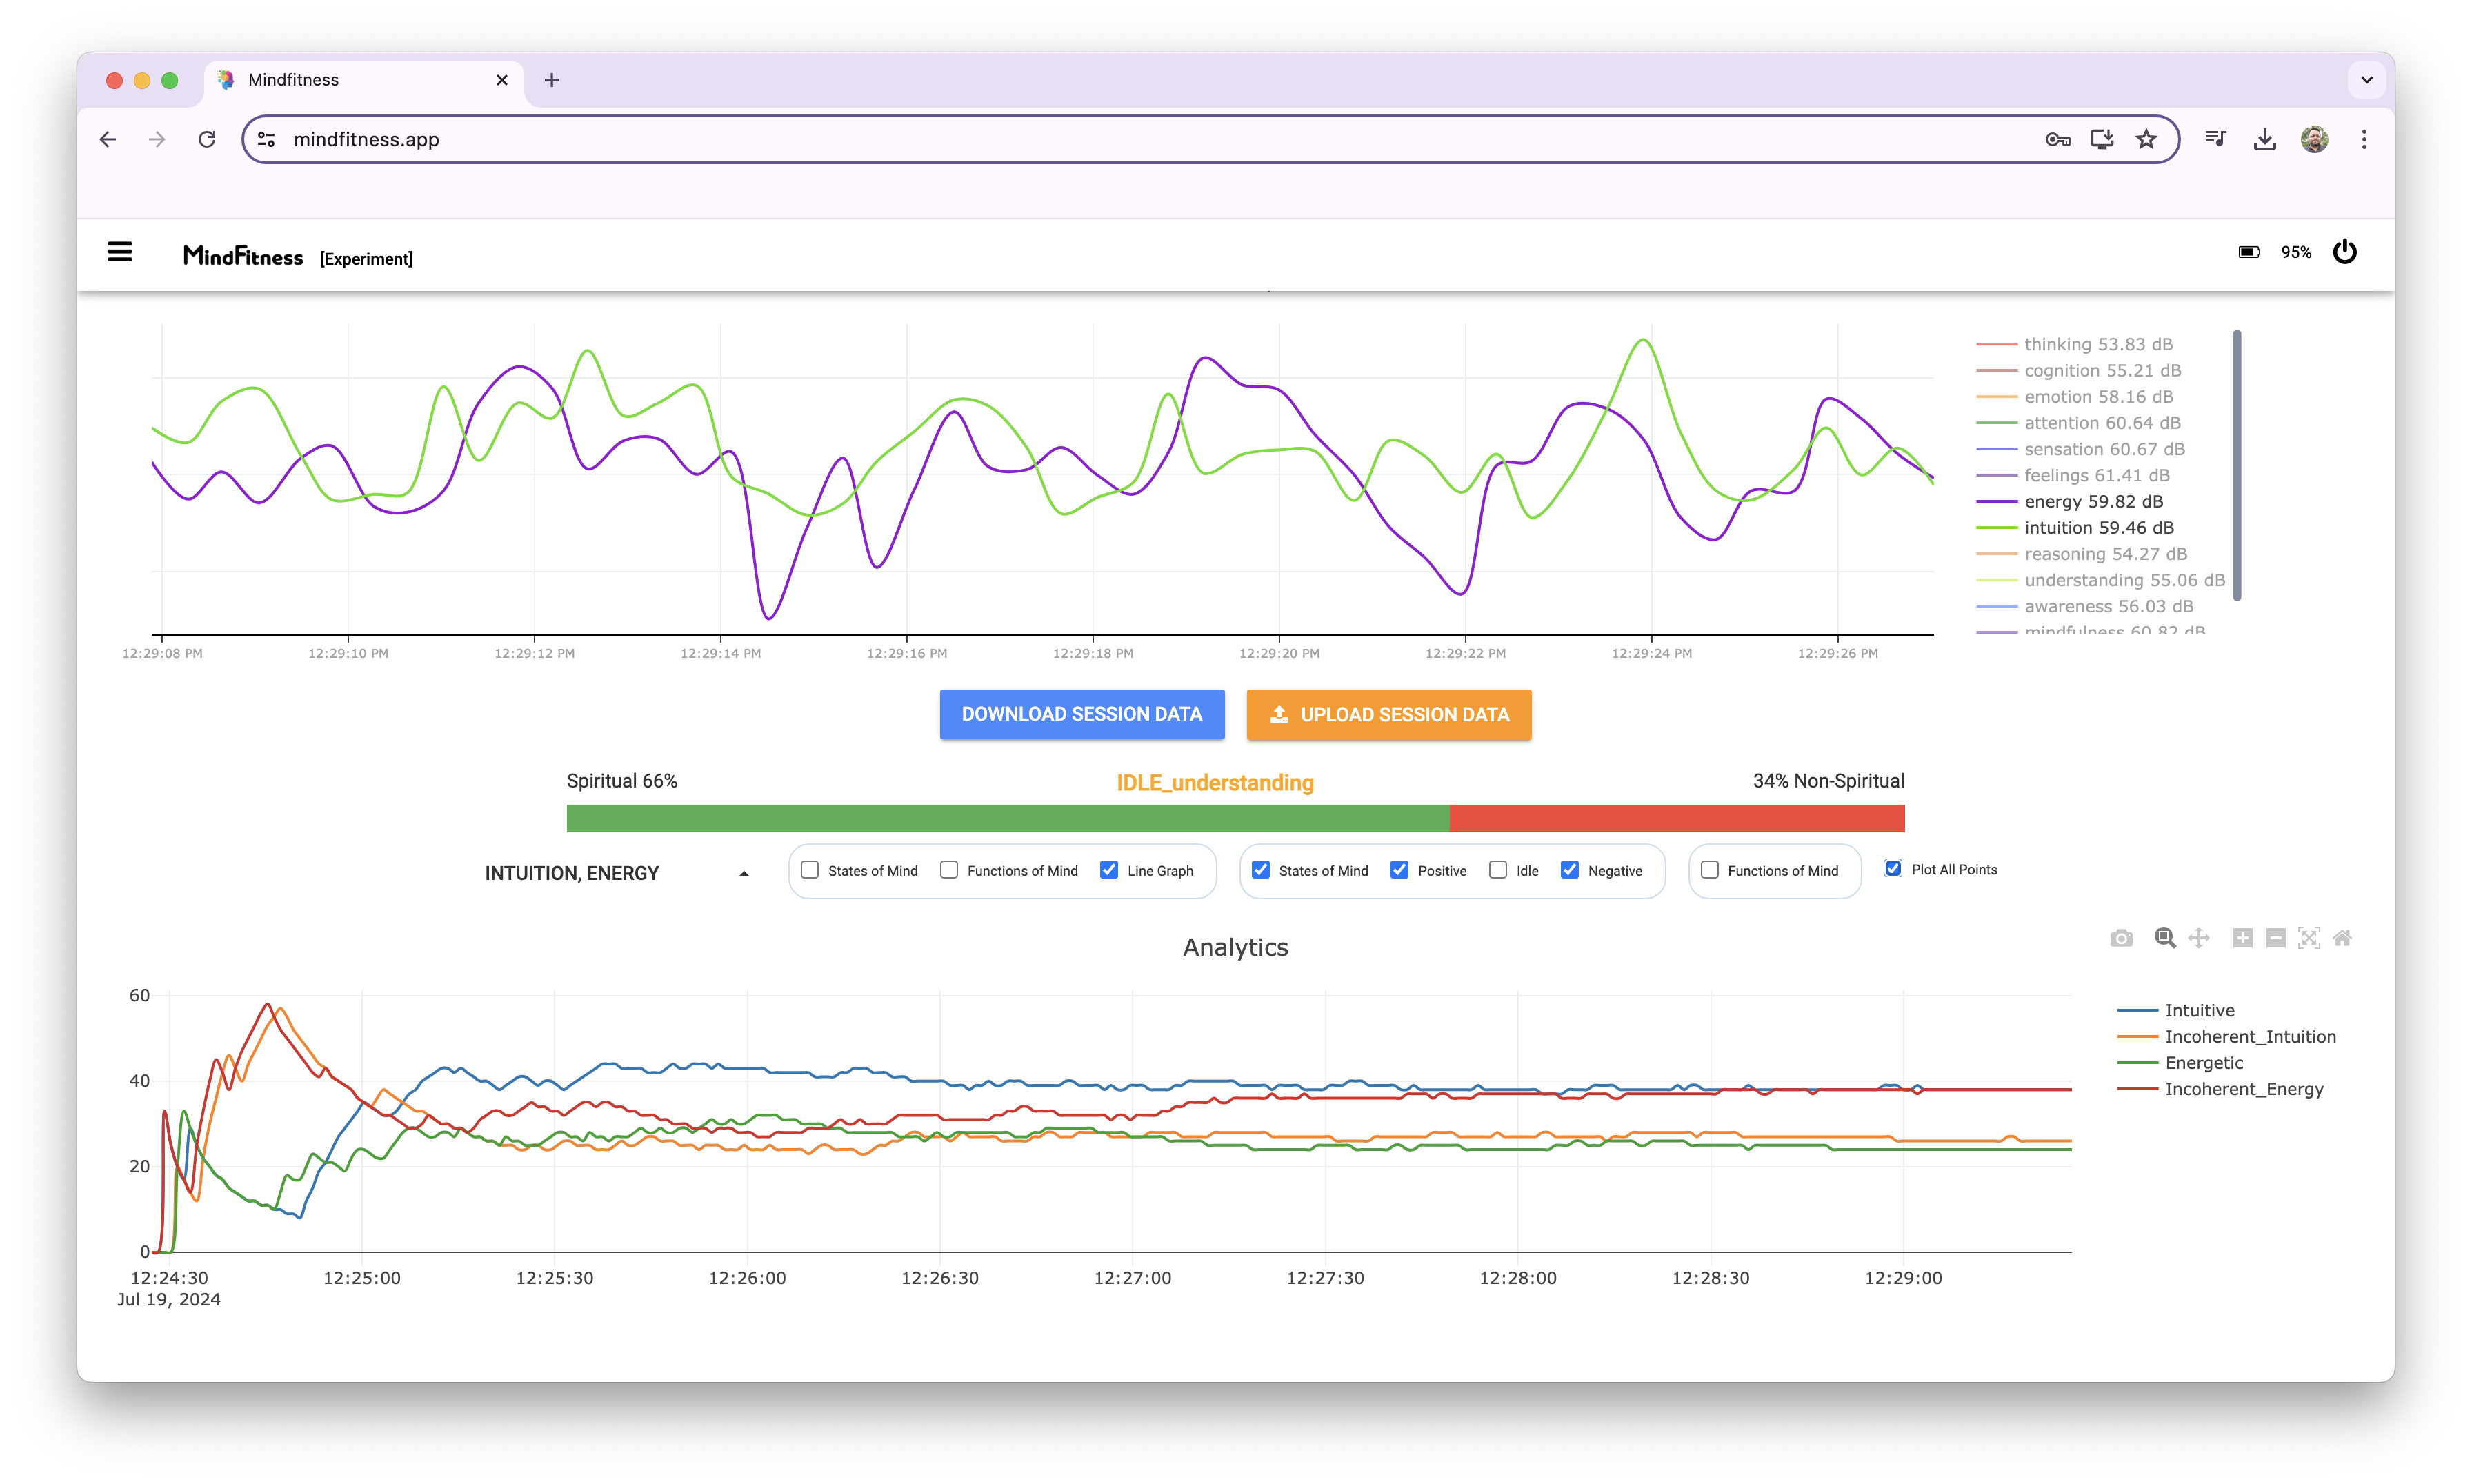 Mindfitness
mindfitness.app
MindFitness [Experiment] 95%
thinking 53.83 dB
cognition 55.21 dB
emotion 58.16 dB
attention 60.64 dB
sensation 60.67 dB
feelings 61.41 dB
energy 59.82 dB
intuition 59.46 dB
reasoning 54.27 dB
understanding 55.06 dB
awareness 56.03 dB
mindfulness 60.82 dB
12:29:08 PM 12:29:10 PM 12:29:12 PM 12:29:14 PM 12:29:16 PM 12:29:18 PM 12:29:20 PM 12:29:22 PM 12:29:24 PM 12:29:26 PM
DOWNLOAD SESSION DATA UPLOAD SESSION DATA
Spiritual 66% IDLE_understanding 34% Non-Spiritual
INTUITION, ENERGY States of Mind Functions of Mind Line Graph States of Mind Positive Idle Negative Functions of Mind Plot All Points
Analytics
60
40
20
0
Intuitive
Incoherent_Intuition
Energetic
Incoherent_Energy
12:24:30 12:25:00 12:25:30 12:26:00 12:26:30 12:27:00 12:27:30 12:28:00 12:28:30 12:29:00
Jul 19, 2024